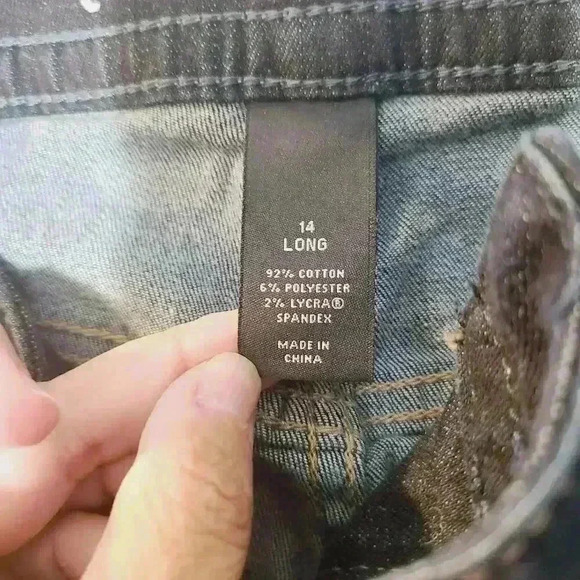 14
LONG
92% COTTON
6% POLYESTER
2% LYCRA®
SPANDEX
MADE IN
CHINA